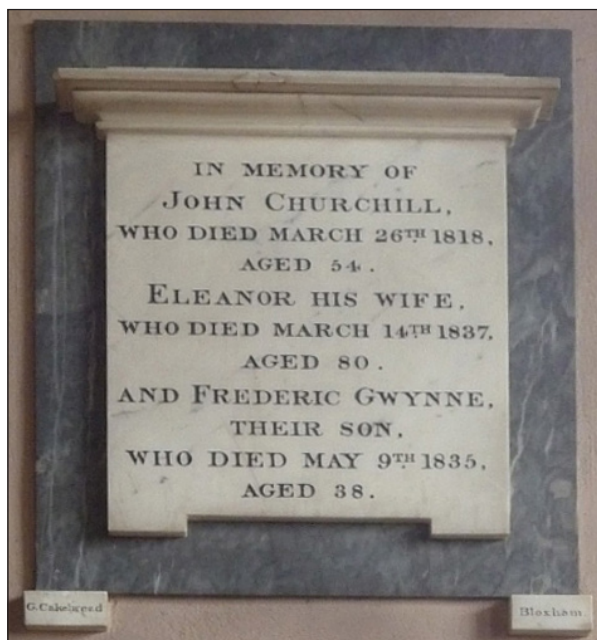 IN MEMORY OF
JOHN CHURCHILL,
WHO DIED MARCH 26TH 1818,
AGED 54.
ELEANOR HIS WIFE,
WHO DIED MARCH 14TH 1837,
AGED 80.
AND FREDERIC GWYNNE,
THEIR SON,
WHO DIED MAY 9TH 1835,
AGED 38.
G. Cakebread
Bloxham.